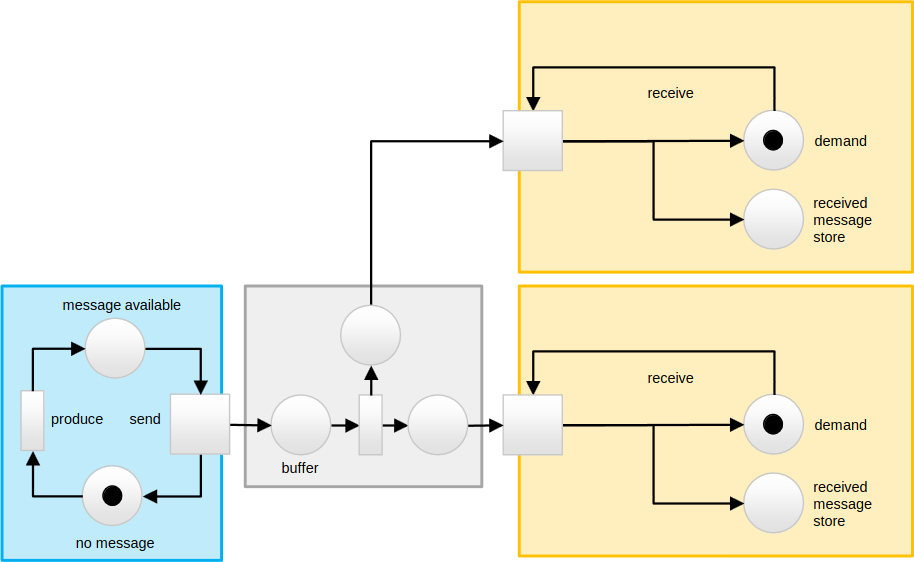 receive
demand
received
message
store
message available
produce
send
no message
buffer
receive
demand
received
message
store